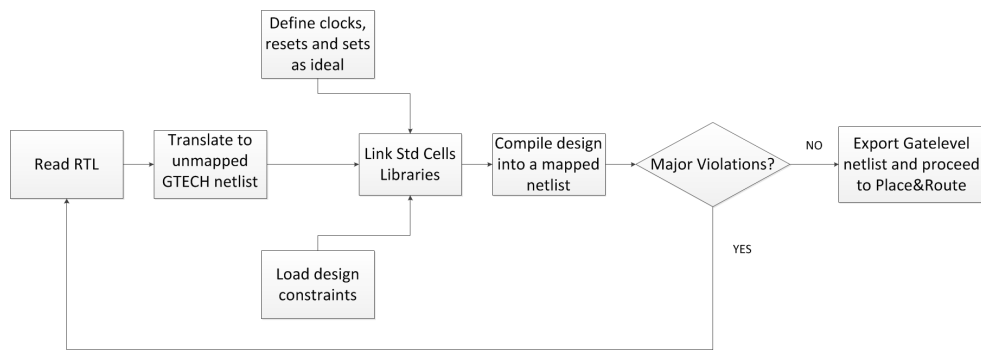 Define clocks,
resets and sets
as ideal
Read RTL
Translate to
unmapped
GTECH netlist
Link Std Cells
Libraries
Compile design
into a mapped
netlist
Major Violations?
NO
Export Gatelevel
netlist and proceed
to Place&Route
YES
Load design
constraints